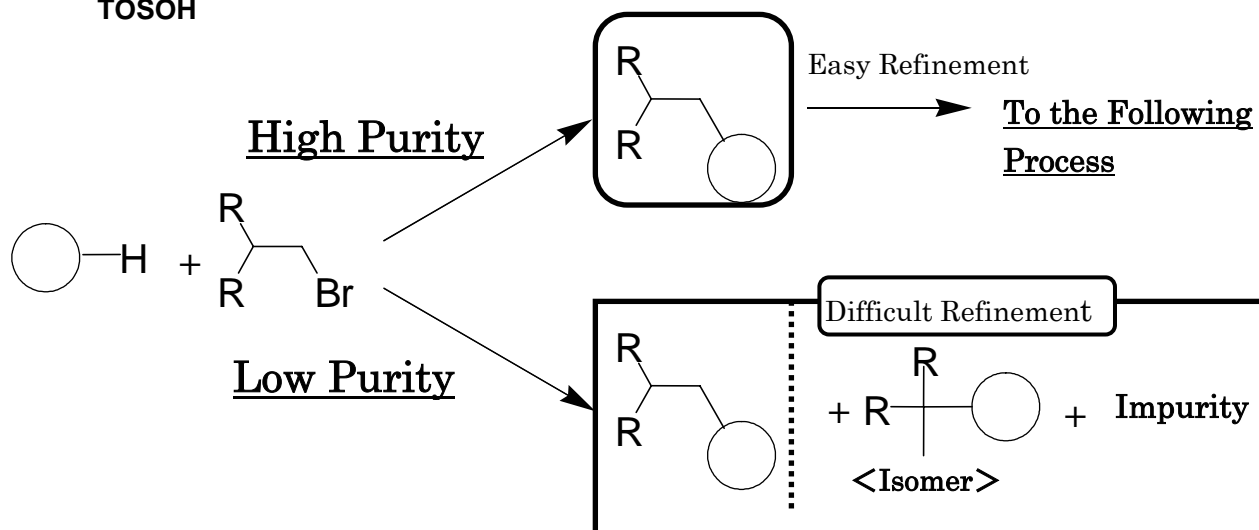 TOSOH
R
R
Easy Refinement
To the Following
Process
High Purity
R
R
H
+
Br
Difficult Refinement
R
R
Low Purity
+
R
R
+
Impurity
<Isomer>